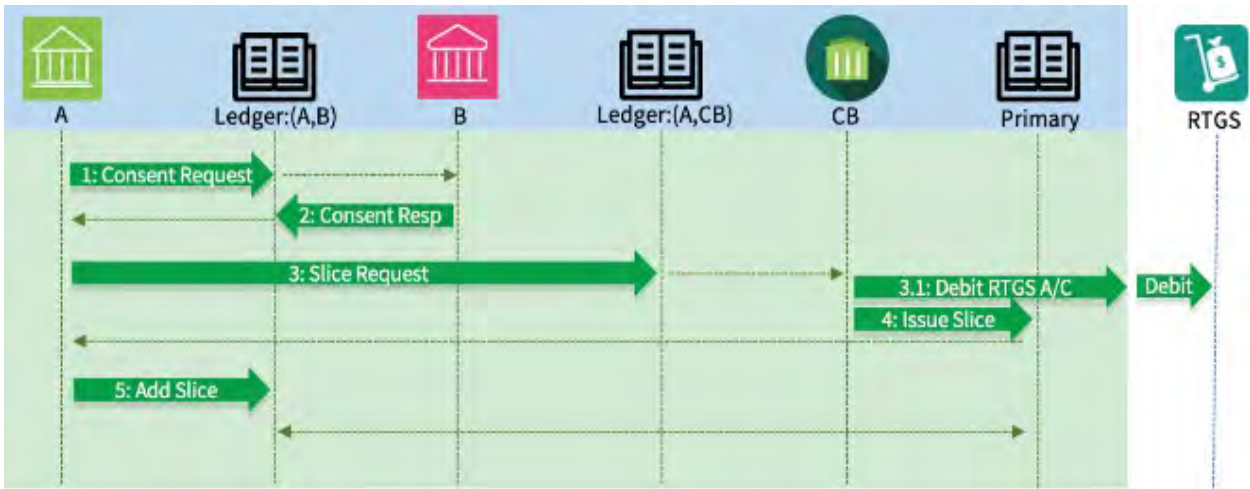 A
Ledger:(A,B)
B
Ledger:(A,CB)
CB
Primary
RTGS
1: Consent Request
2: Consent Resp
3: Slice Request
3.1: Debit RTGS A/C
Debit
4: Issue Slice
5: Add Slice
$